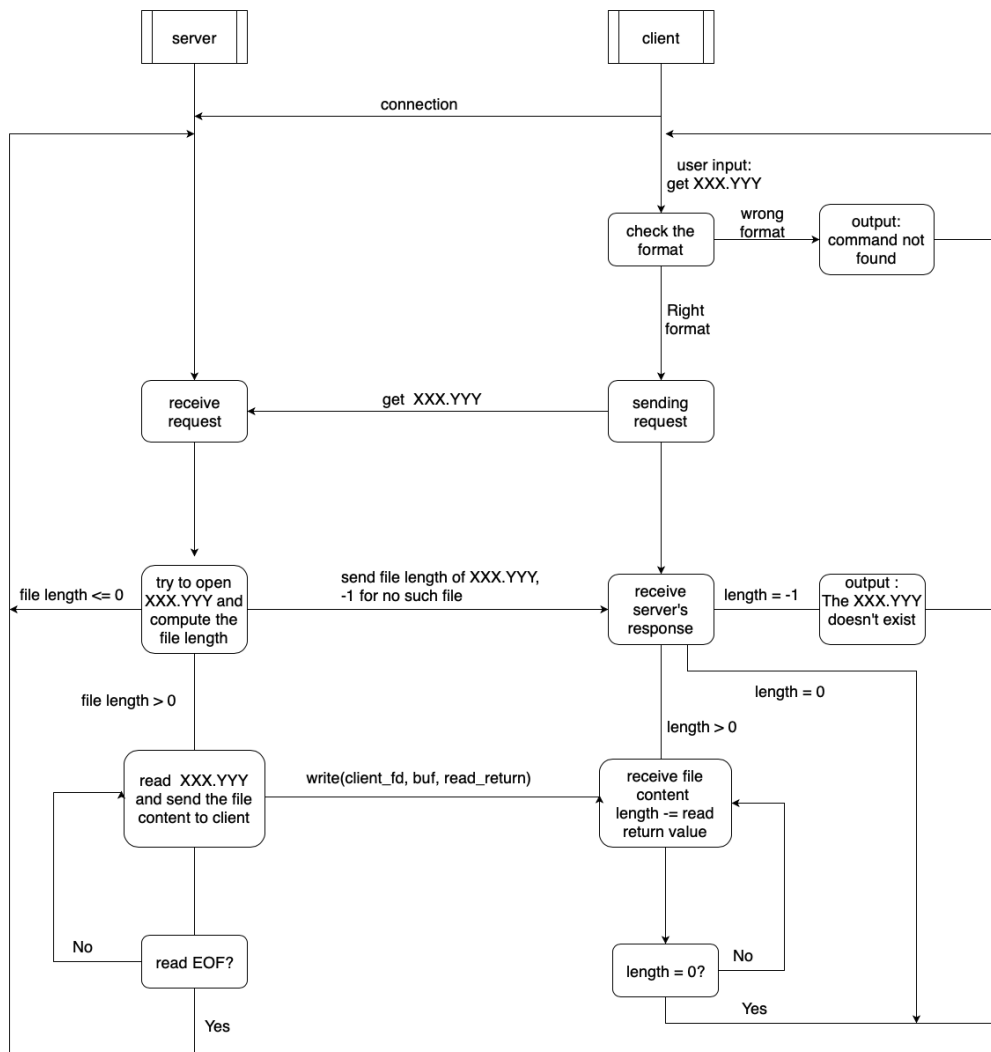 server
client
connection
user input:
get XXX.YYY
check the
format
wrong
format
output:
command not
found
Right
format
receive
request
get  XXX.YYY
sending
request
file length <= 0
try to open
XXX.YYY and
compute the
file length
send file length of XXX.YYY,
-1 for no such file
receive
server's
response
length = -1
output :
The XXX.YYY
doesn't exist
file length > 0
length > 0
length = 0
read  XXX.YYY
and send the file
content to client
write(client_fd, buf, read_return)
receive file
content
length -= read
return value
No
read EOF?
Yes
length = 0?
No
Yes